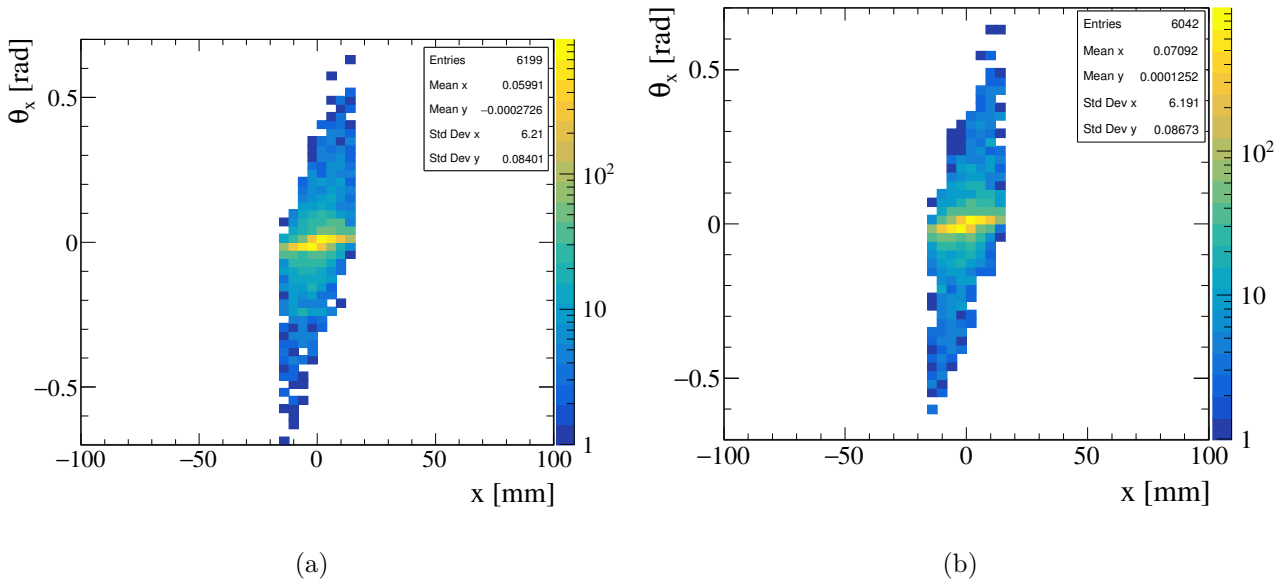 θx [rad]
Entries 6199
Mean x 0.05991
Mean y −0.0002726
Std Dev x 6.21
Std Dev y 0.08401
0.5
0
−0.5
−100 −50 0 50 100
x [mm]
10²
10
1
(a)
θx [rad]
Entries 6042
Mean x 0.07092
Mean y 0.0001252
Std Dev x 6.191
Std Dev y 0.08673
0.5
0
−0.5
−100 −50 0 50 100
x [mm]
10²
10
1
(b)